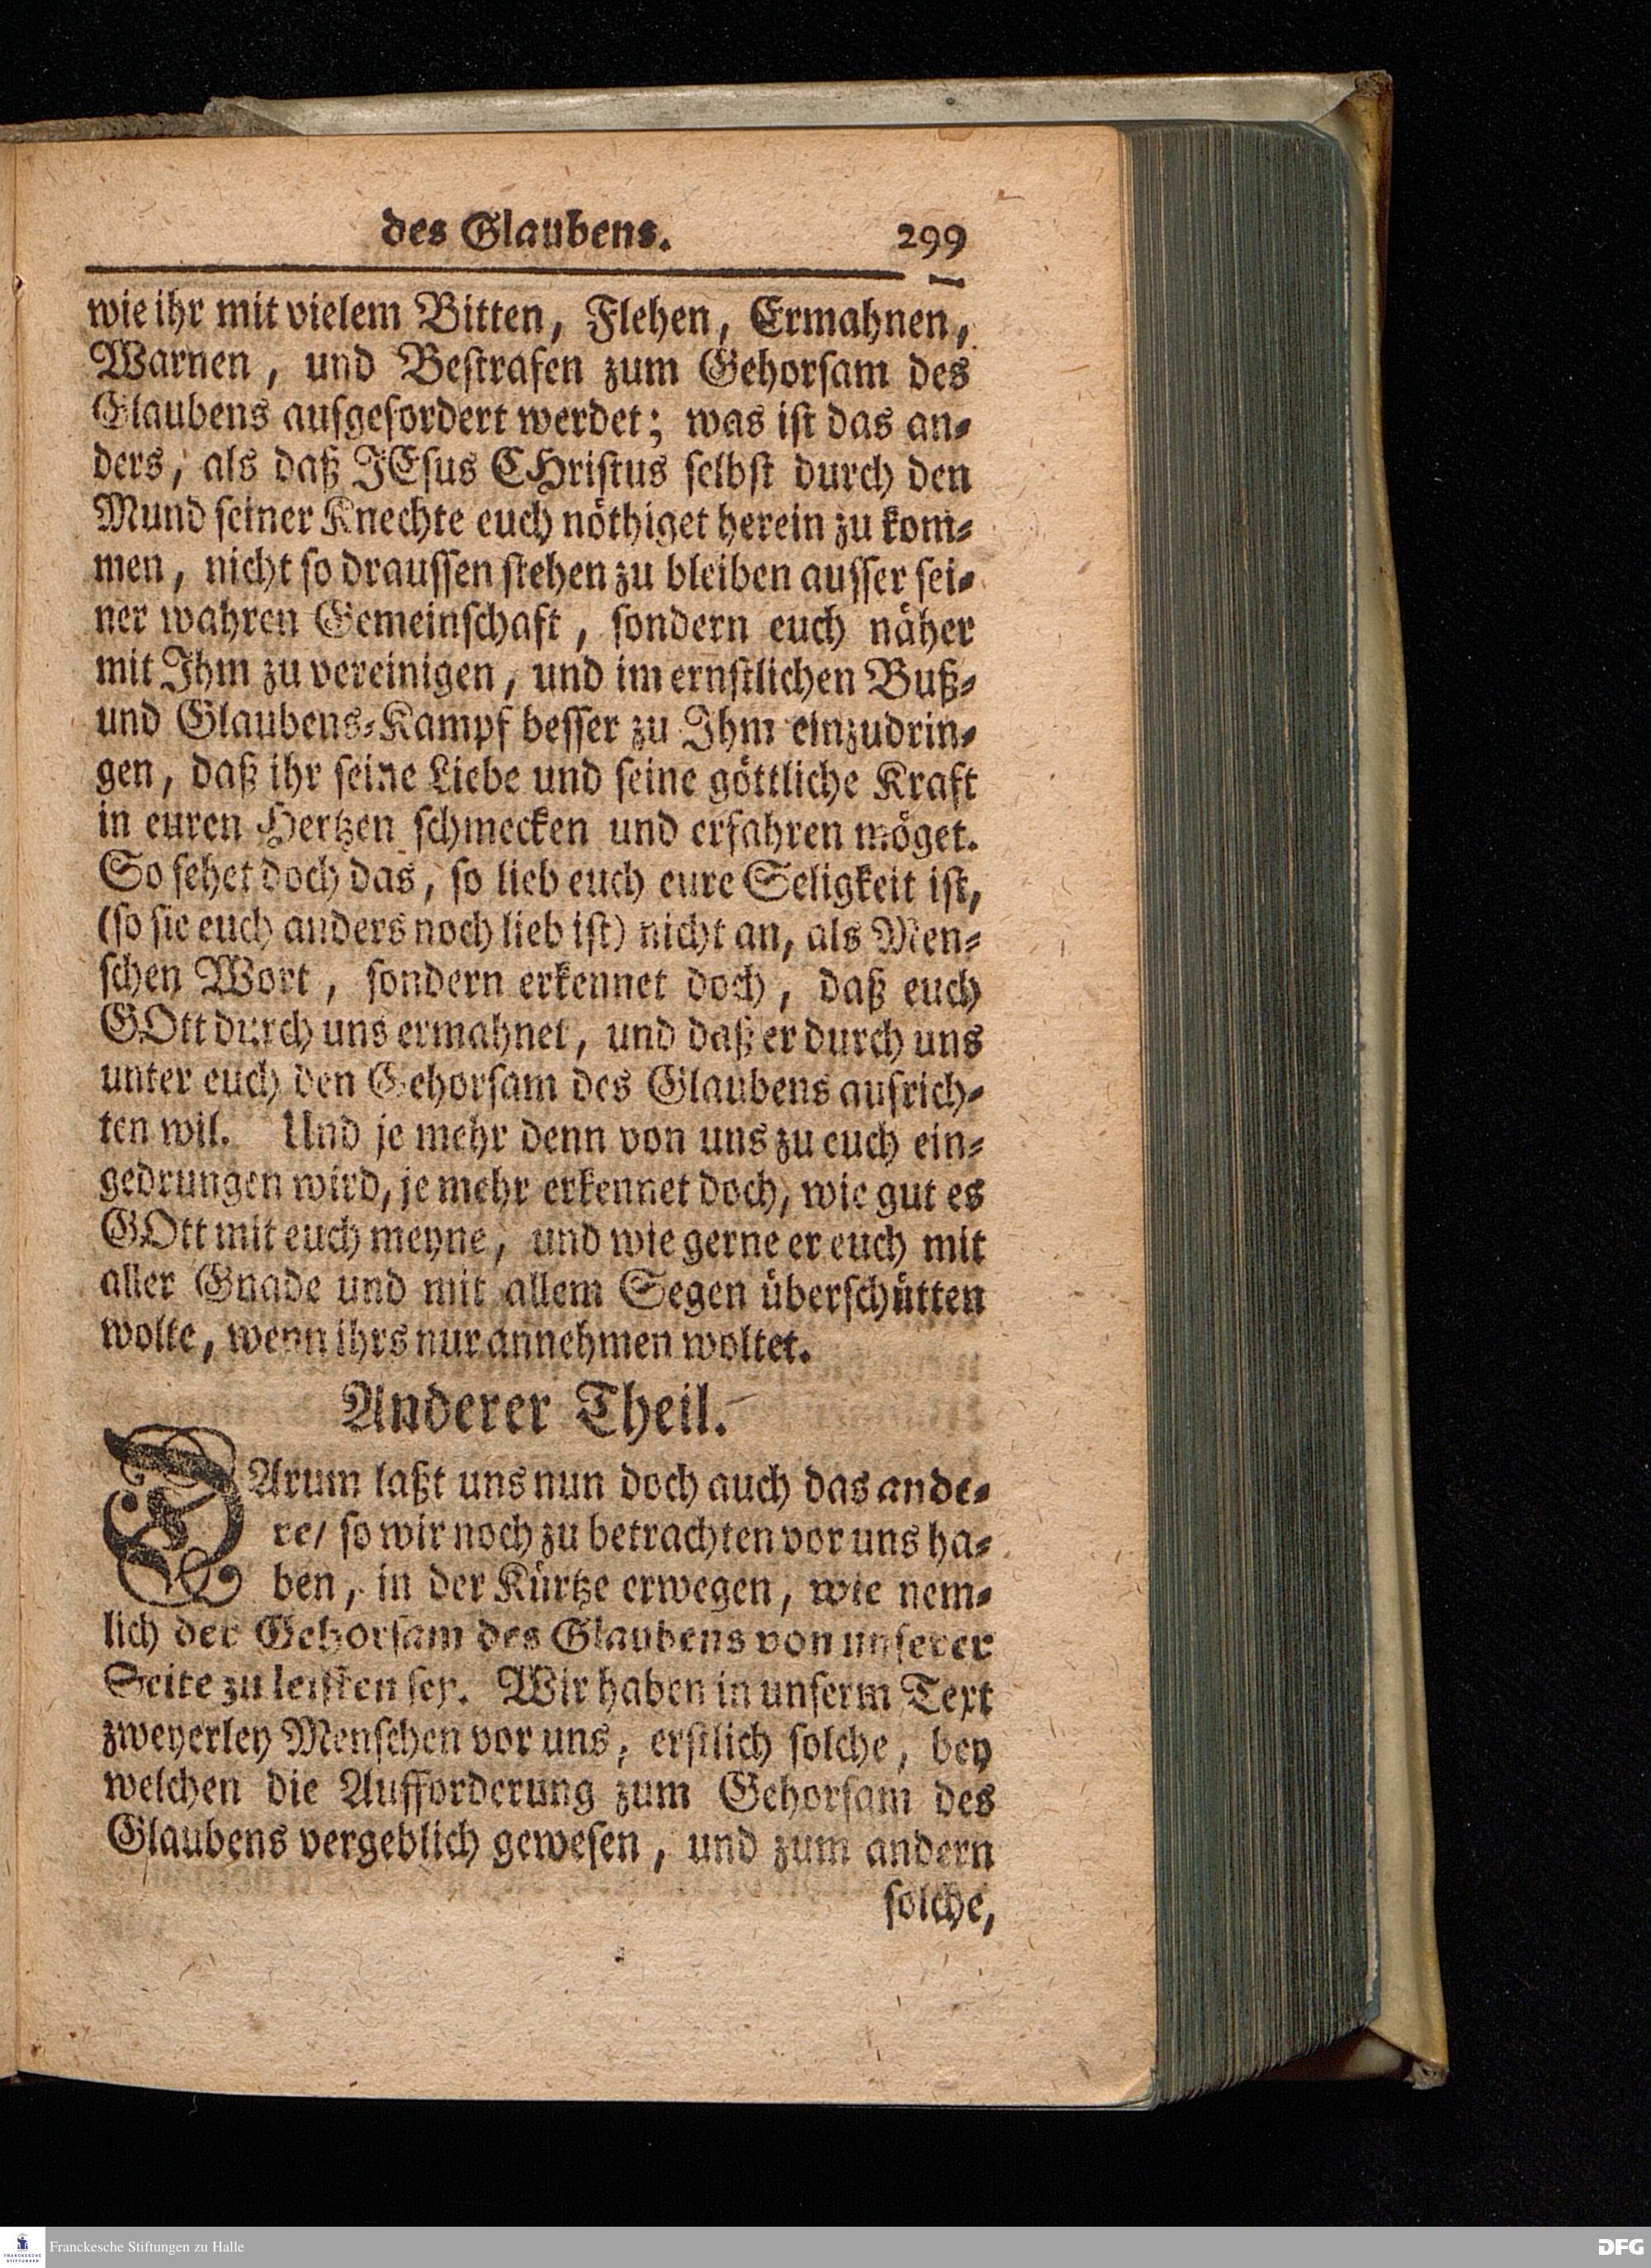 des Glaubens. 299
wie ihr mit vielem Bitten, Flehen, Ermahnen,
Warnen, und Beſtrafen zum Gehorſam des
Glaubens aufgefordert werdet; was iſt das an⸗
ders, als daß JEſus CHriſtus ſelbſt durch den
Mund ſeiner Knechte euch nöthiget herein zu kom⸗
men, nicht ſo drauſſen ſtehen zu bleiben auſſer ſei⸗
ner wahren Gemeinſchaft, ſondern euch näher
mit Ihm zu vereinigen, und im ernſtlichen Buß⸗
und Glaubens⸗Kampf beſſer zu Ihm einzudrin⸗
gen, daß ihr ſeine Liebe und ſeine göttliche Kraft
in euren Hertzen ſchmecken und erfahren möget.
So ſehet doch das, ſo lieb euch eure Seligkeit iſt,
(ſo ſie euch anders noch lieb iſt) nicht an, als Men⸗
ſchen Wort, ſondern erkennet doch, daß euch
GOtt durch uns ermahnet, und daß er durch uns
unter euch den Gehorſam des Glaubens aufrich⸗
ten wil. Und je mehr denn von uns zu euch ein⸗
gedrungen wird, je mehr erkennet doch, wie gut es
GOtt mit euch meyne, und wie gerne er euch mit
aller Gnade und mit allem Segen überſchütten
wolte, wenn ihrs nur annehmen woltet.
Anderer Theil.
DArum laßt uns nun doch auch das ande⸗
re/ ſo wir noch zu betrachten vor uns ha⸗
ben, in der Kürtze erwegen, wie nem⸗
lich der Gehorſam des Glaubens von unſerer
Seite zu leiſten ſey. Wir haben in unſerm Text
zweyerley Menſchen vor uns, erſtlich ſolche, bey
welchen die Aufforderung zum Gehorſam des
Glaubens vergeblich geweſen, und zum andern
ſolche,
FRANCKESCHE STIFTUNGEN
Franckesche Stiftungen zu Halle
DFG